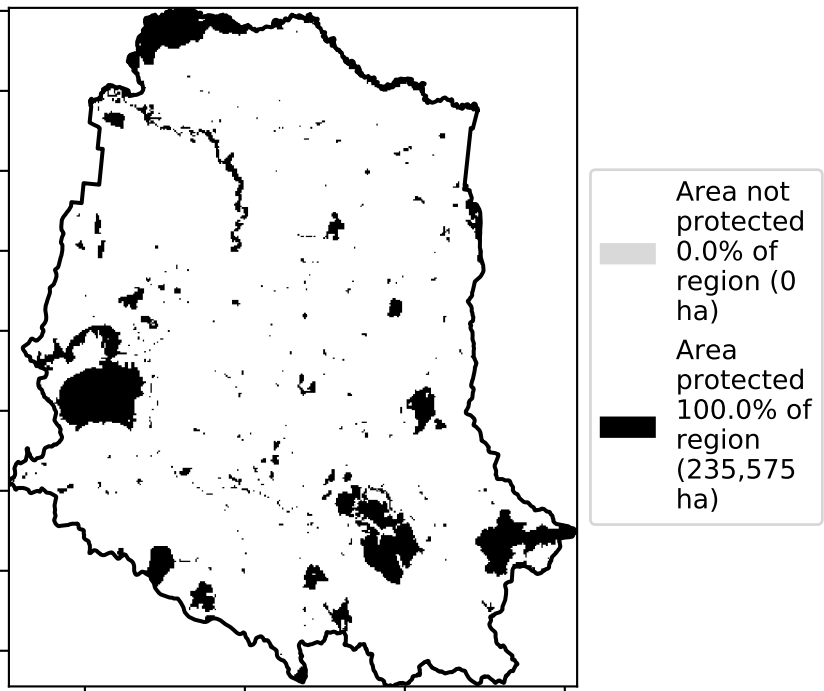 Area not
protected
0.0% of
region (0
ha)
Area
protected
100.0% of
region
(235,575
ha)